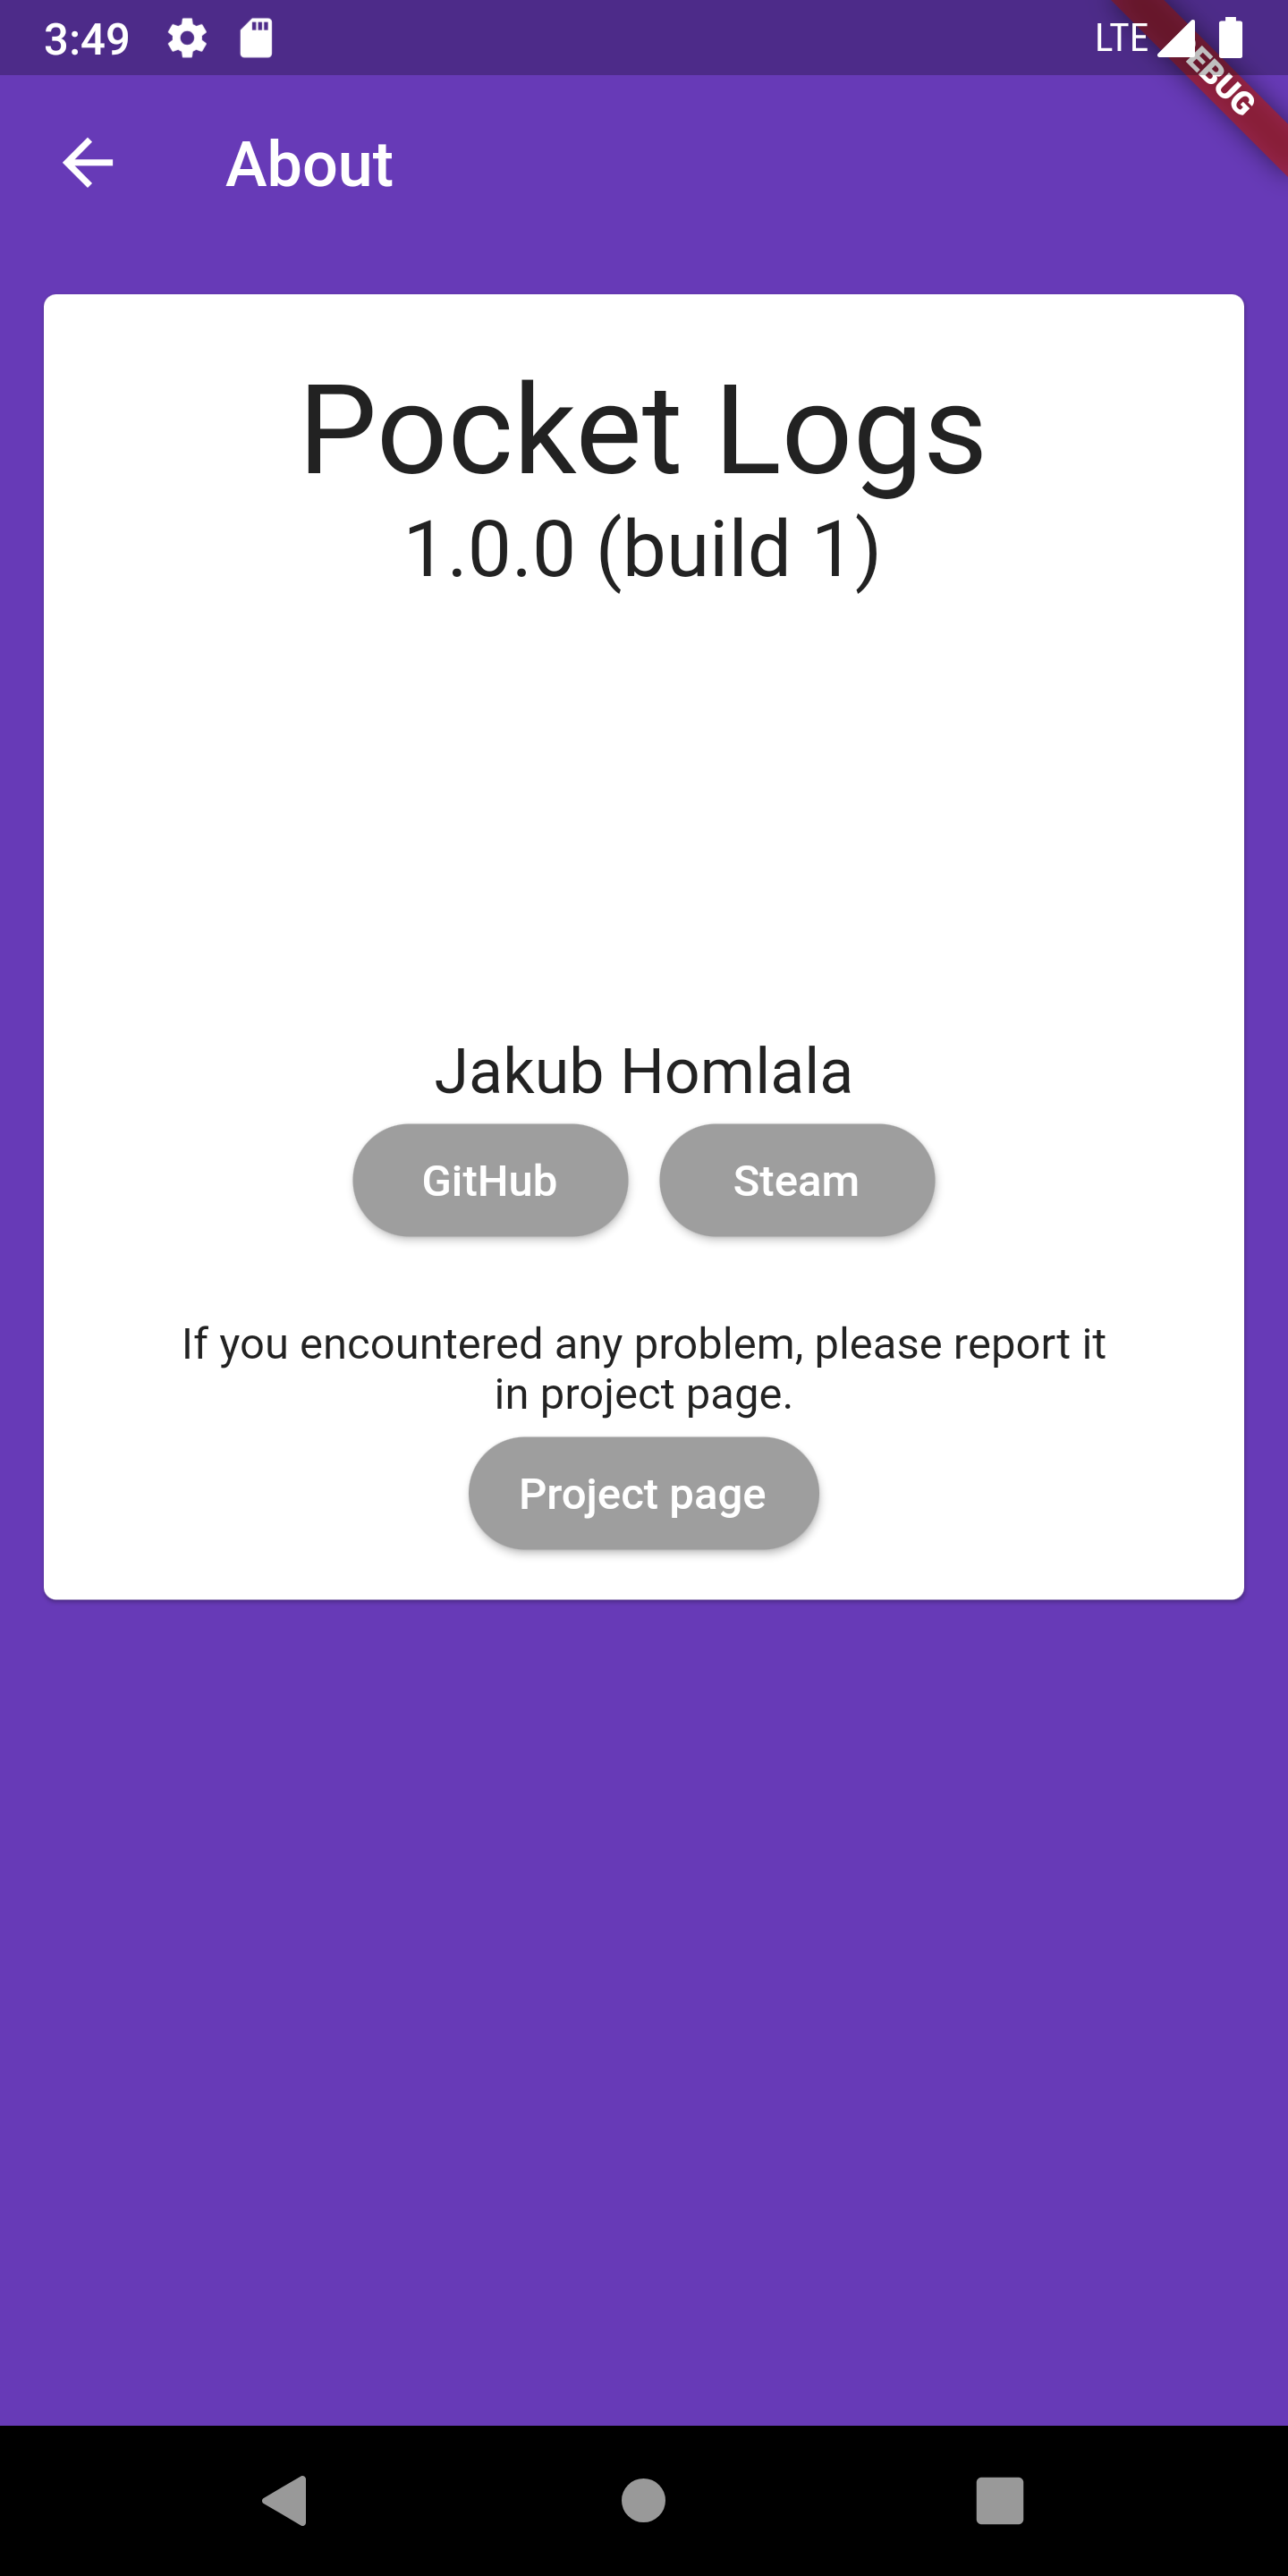 3:49
LTE
EBUG
About
Pocket Logs
1.0.0 (build 1)
Jakub Homlala
GitHub
Steam
If you encountered any problem, please report it
in project page.
Project page